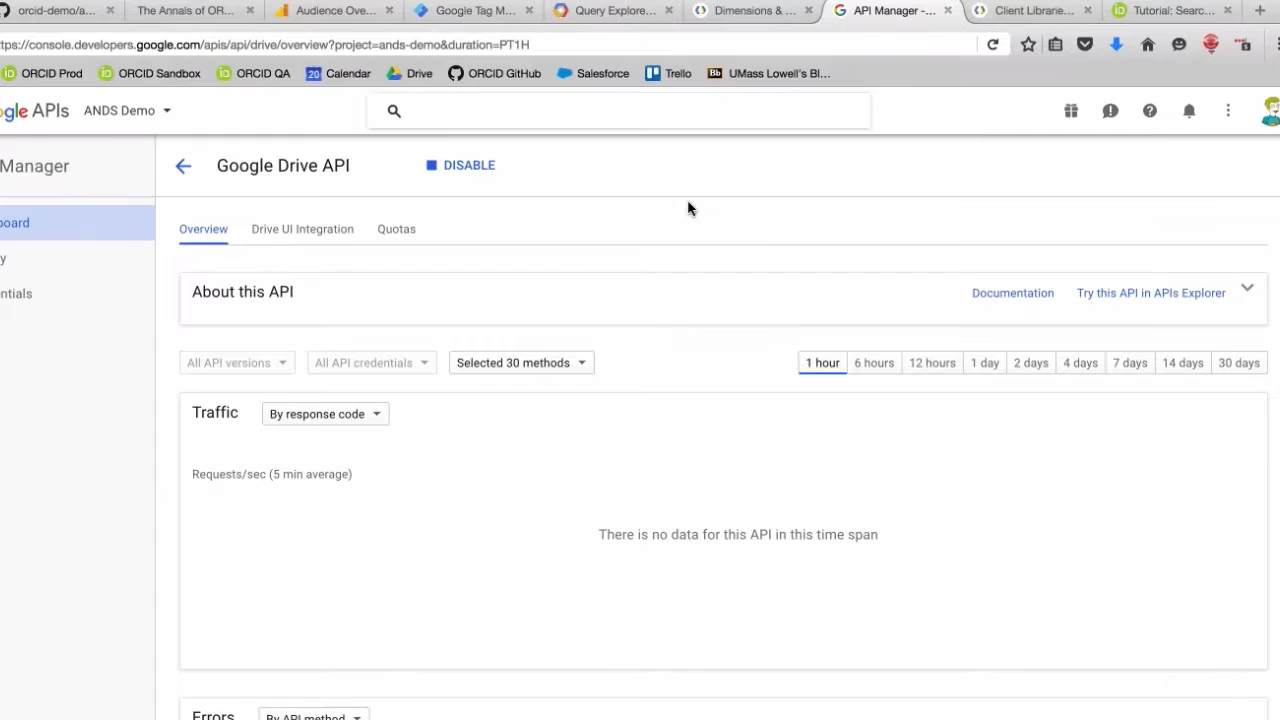 orcid-demo/a...
The Annals of OR...
Audience Ove...
Google Tag M...
Query Explore...
Dimensions & ...
API Manager -...
Client Librarie...
Tutorial: Searc...
ttps://console.developers.google.com/apis/api/drive/overview?project=ands-demo&duration=PT1H
ORCID Prod
ORCID Sandbox
ORCID QA
20
Calendar
Drive
ORCID GitHub
Salesforce
Trello
Bb
UMass Lowell's Bl...
ogle APIs
ANDS Demo
Manager
Google Drive API
DISABLE
board
y
ntials
Overview
Drive UI Integration
Quotas
About this API
Documentation
Try this API in APIs Explorer
All API versions
All API credentials
Selected 30 methods
1 hour
6 hours
12 hours
1 day
2 days
4 days
7 days
14 days
30 days
Traffic
By response code
Requests/sec (5 min average)
There is no data for this API in this time span
Errors
By API method